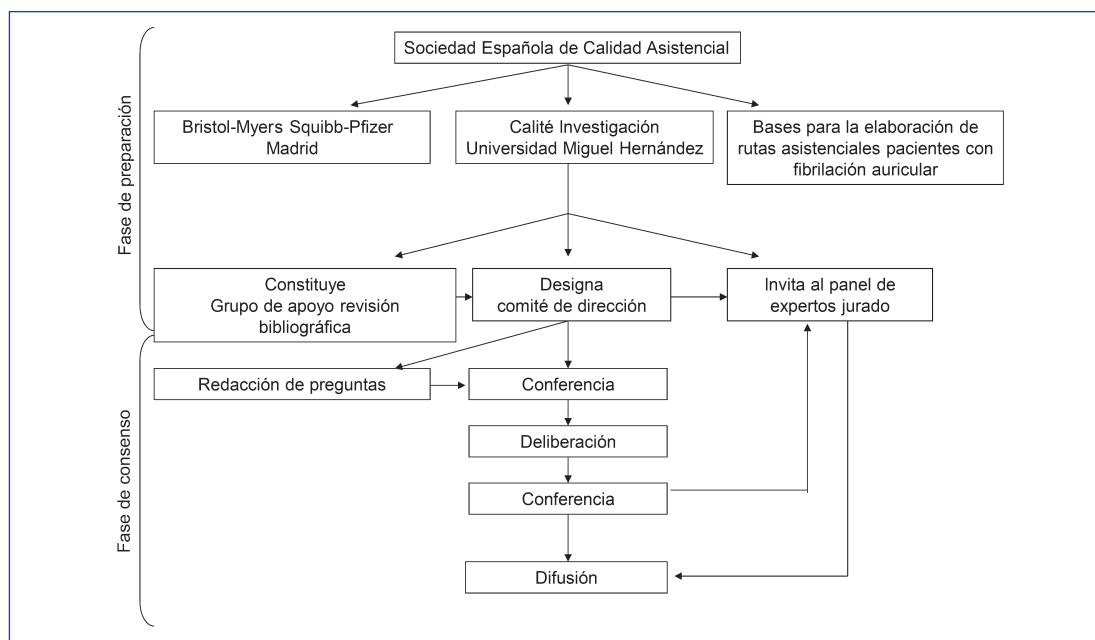 Fase de preparación
Sociedad Española de Calidad Asistencial
Bristol-Myers Squibb-Pfizer
Madrid
Calité Investigación
Universidad Miguel Hernández
Bases para la elaboración de
rutas asistenciales pacientes con
fibrilación auricular
Constituye
Grupo de apoyo revisión
bibliográfica
Designa
comité de dirección
Invita al panel de
expertos jurado
Fase de consenso
Redacción de preguntas
Conferencia
Deliberación
Conferencia
Difusión